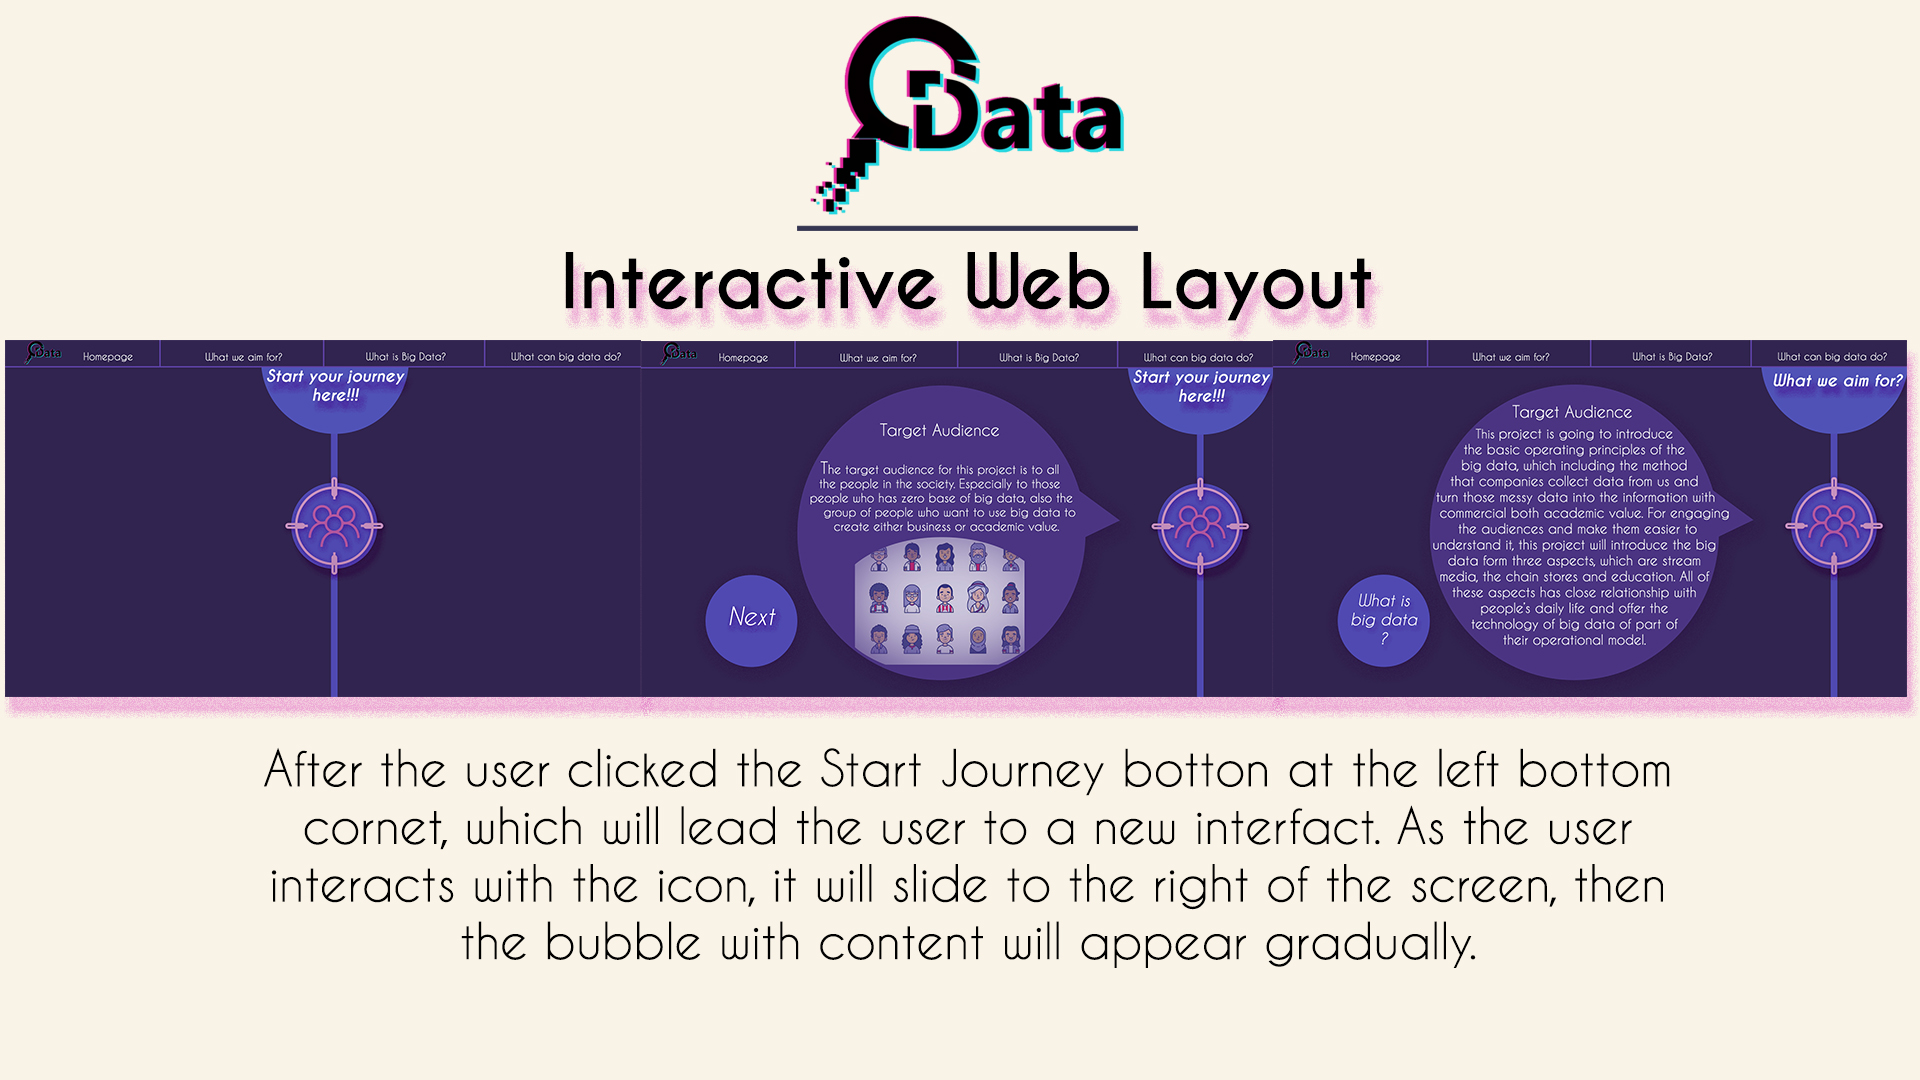 Data
Interactive Web Layout
Data
Homepage
What we aim for?
What is Big Data?
What can big data do?
Start your journey
here!!!
Data
Homepage
What we aim for?
What is Big Data?
What can big data do?
Target Audience
The target audience for this project is to all
the people in the society. Especially to those
people who has zero base of big data, also the
group of people who want to use big data to
create either business or academic value.
Next
Start your journey
here!!!
Data
Homepage
What we aim for?
What is Big Data?
What can big data do?
Target Audience
This project is going to introduce
the basic operating principles of the
big data, which including the method
that companies collect data from us and
turn those messy data into the information with
commercial both academic value. For engaging
the audiences and make them easier to
understand it, this project will introduce the big
data form three aspects, which are stream
media, the chain stores and education. All of
these aspects has close relationship with
people's daily life and offer the
technology of big data of part of
their operational model.
What is
big data
?
What we aim for?
After the user clicked the Start Journey botton at the left bottom
cornet, which will lead the user to a new interfact. As the user
interacts with the icon, it will slide to the right of the screen, then
the bubble with content will appear gradually.